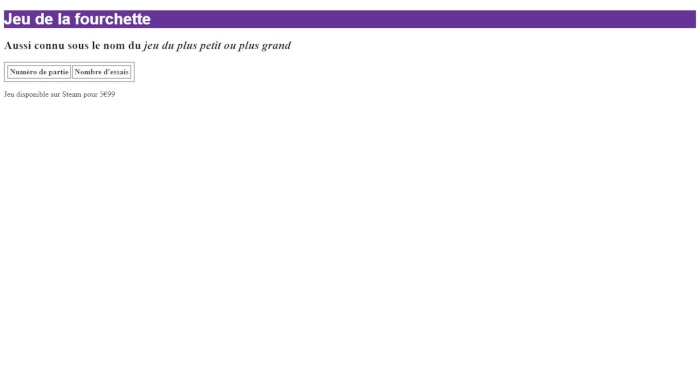 Jeu de la fourchette
Aussi connu sous le nom du jeu du plus petit ou plus grand
Numéro de partie Nombre d'essais
Jeu disponible sur Steam pour 5€99